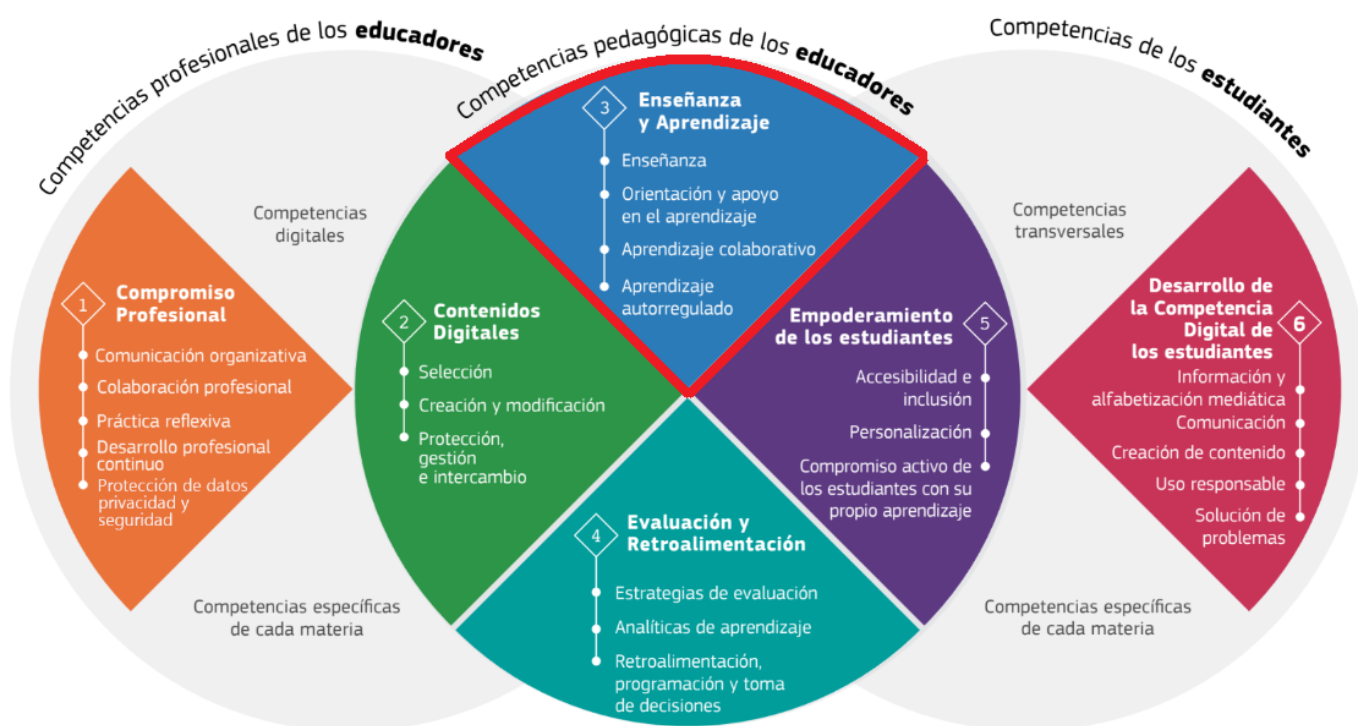 Competencias profesionales de los educadores
Competencias pedagógicas de los educadores
Competencias de los estudiantes
Competencias
digitales
Competencias
transversales
1
Compromiso
Profesional
Comunicación organizativa
Colaboración profesional
Práctica reflexiva
Desarrollo profesional
continuo
Protección de datos
privacidad y
seguridad
2
Contenidos
Digitales
Selección
Creación y modificación
Protección,
gestión
e intercambio
3
Enseñanza
y Aprendizaje
Enseñanza
Orientación y apoyo
en el aprendizaje
Aprendizaje colaborativo
Aprendizaje
autorregulado
4
Evaluación y
Retroalimentación
Estrategias de evaluación
Analíticas de aprendizaje
Retroalimentación,
programación y toma
de decisiones
Empoderamiento
de los estudiantes
5
Accesibilidad e
inclusión
Personalización
Compromiso activo de
los estudiantes con su
propio aprendizaje
Desarrollo de
la Competencia
Digital de
los estudiantes
6
Información y
alfabetización mediática
Comunicación
Creación de contenido
Uso responsable
Solución de
problemas
Competencias específicas
de cada materia
Competencias específicas
de cada materia